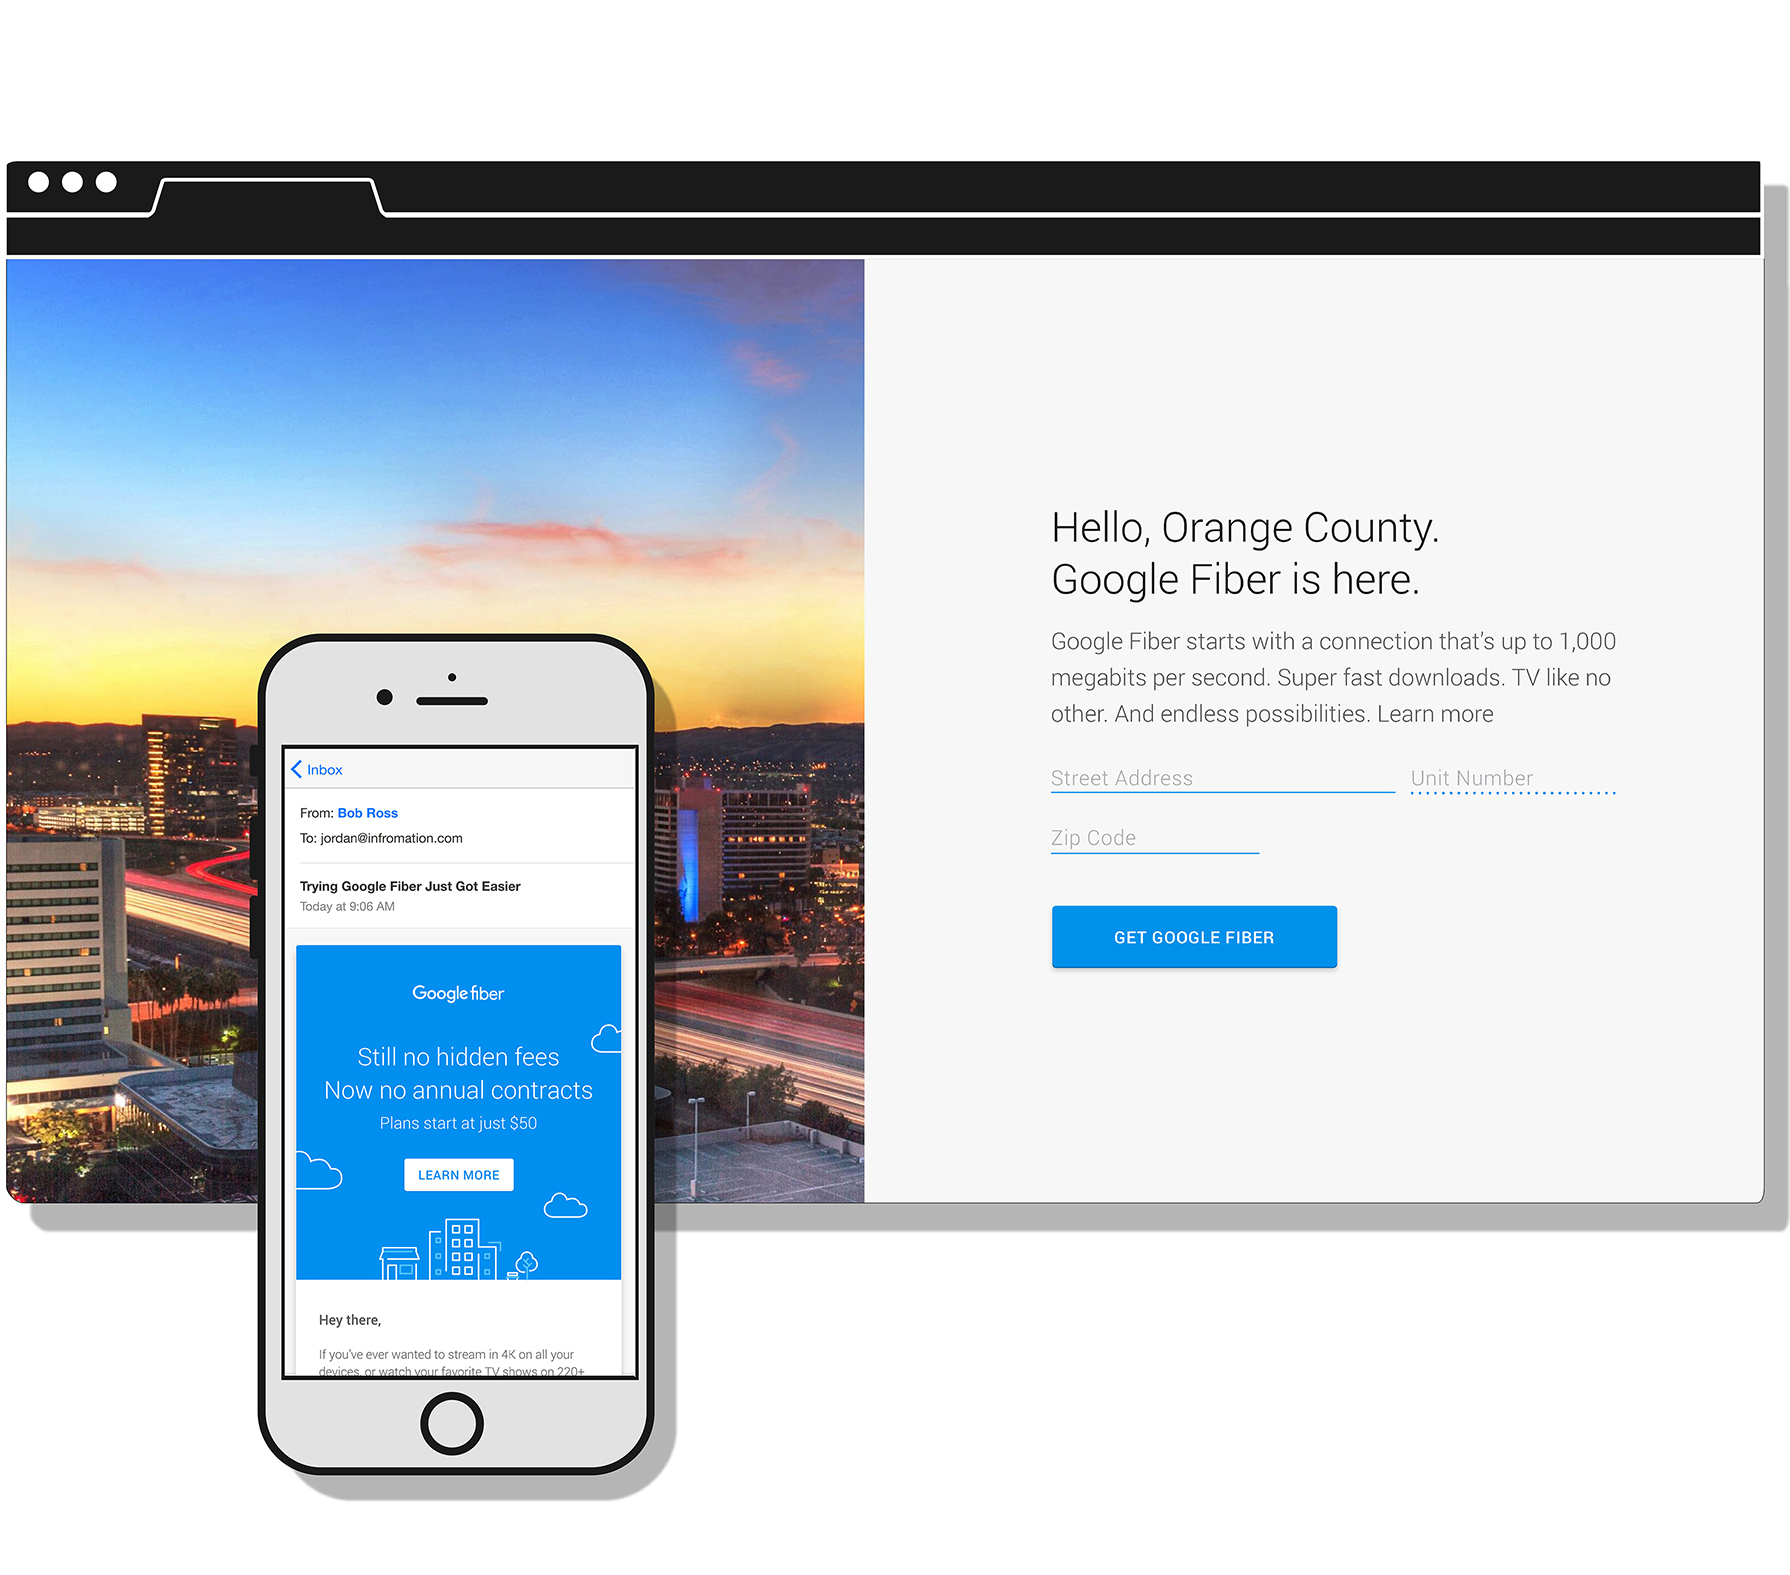 Hello, Orange County.
Google Fiber is here.
Google Fiber starts with a connection that's up to 1,000
megabits per second. Super fast downloads. TV like no
other. And endless possibilities. Learn more
Street Address
Unit Number
Zip Code
GET GOOGLE FIBER
Inbox
From: Bob Ross
To: jordan@infromation.com
Trying Google Fiber Just Got Easier
Today at 9:06 AM
Google fiber
Still no hidden fees
Now no annual contracts
Plans start at just $50
LEARN MORE
Hey there,
If you've ever wanted to stream in 4K on all your
devices, or watch your favorite TV shows on 220+